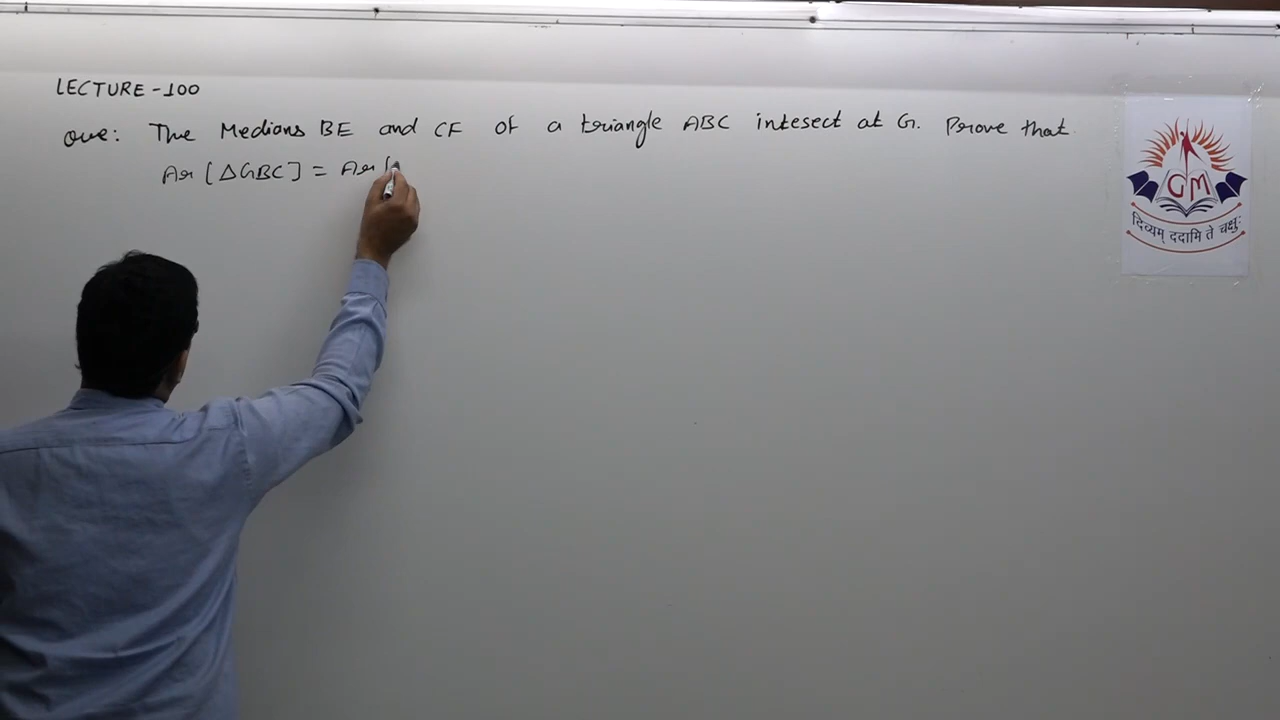 LECTURE - 100
Que: The Medians BE and CF of a triangle ABC intesect at G. Prove that
Ar [ΔGBC] = Ar [
GM
दिव्यम् ददामि ते चक्षुः